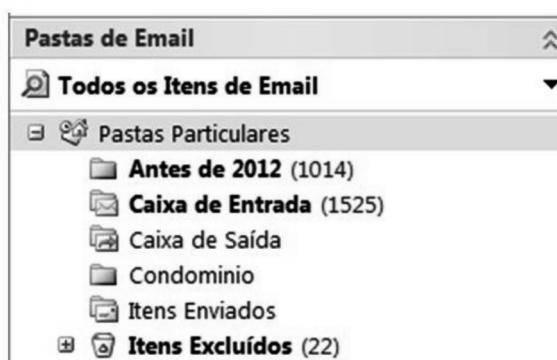 Pastas de Email
Todos os Itens de Email
Pastas Particulares
Antes de 2012 (1014)
Caixa de Entrada (1525)
Caixa de Saída
Condominio
Itens Enviados
Itens Excluídos (22)